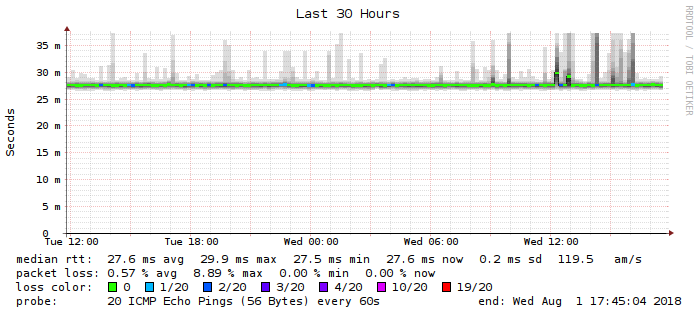 Last 30 Hours
RRDTOOL / TOBI OETIKER
Seconds
35 m
30 m
25 m
20 m
15 m
10 m
5 m
0
Tue 12:00 Tue 18:00 Wed 00:00 Wed 06:00 Wed 12:00
median rtt: 27.6 ms avg 29.9 ms max 27.5 ms min 27.6 ms now 0.2 ms sd 119.5 am/s
packet loss: 0.57 % avg 8.89 % max 0.00 % min 0.00 % now
loss color: 0 1/20 2/20 3/20 4/20 10/20 19/20
probe: 20 ICMP Echo Pings (56 Bytes) every 60s end: Wed Aug 1 17:45:04 2018